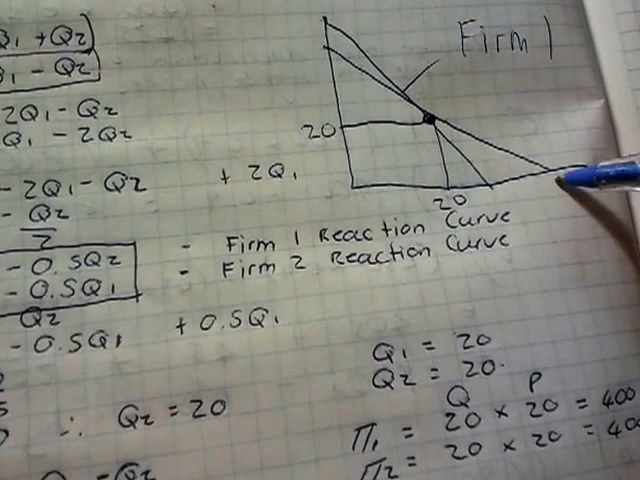 Q1 + Q2)
Q1 - Q2)
2Q1 - Q2
Q1 - 2Q2
- 2Q1 - Q2 + 2Q1
- Q2
2
- 0.5Q2 - Firm 1 Reaction Curve
- 0.5Q1 - Firm 2 Reaction Curve
Q2
- 0.5Q1 + 0.5Q1
∴ Q2 = 20
- Q2
Firm 1
20
20
Q1 = 20
Q2 = 20.
Q P
Π1 = 20 × 20 = 400
Π2 = 20 × 20 = 400